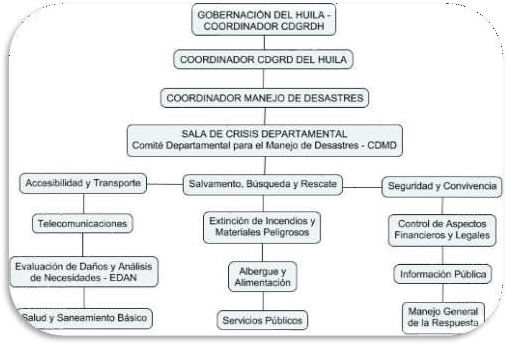 GOBERNACIÓN DEL HUILA -
COORDINADOR CDGRDH
COORDINADOR CDGRD DEL HUILA
COORDINADOR MANEJO DE DESASTRES
SALA DE CRISIS DEPARTAMENTAL
Comité Departamental para el Manejo de Desastres - CDMD
Accesibilidad y Transporte
Salvamento, Búsqueda y Rescate
Seguridad y Convivencia
Telecomunicaciones
Extinción de Incendios y
Materiales Peligrosos
Control de Aspectos
Financieros y Legales
Evaluación de Daños y Análisis
de Necesidades - EDAN
Albergue y
Alimentación
Información Pública
Salud y Saneamiento Básico
Servicios Públicos
Manejo General
de la Respuesta